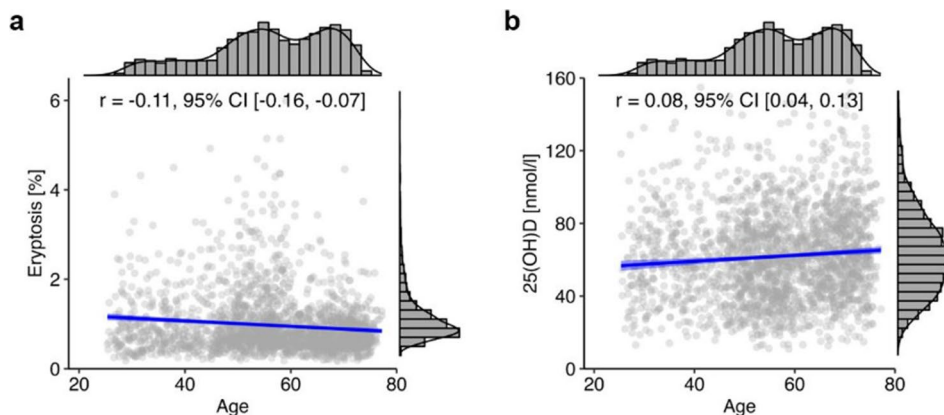 a
r = -0.11, 95% CI [-0.16, -0.07]
Eryptosis [%]
6
4
2
0
20 40 60 80
Age
b
r = 0.08, 95% CI [0.04, 0.13]
25(OH)D [nmol/l]
160
120
80
40
0
20 40 60 80
Age